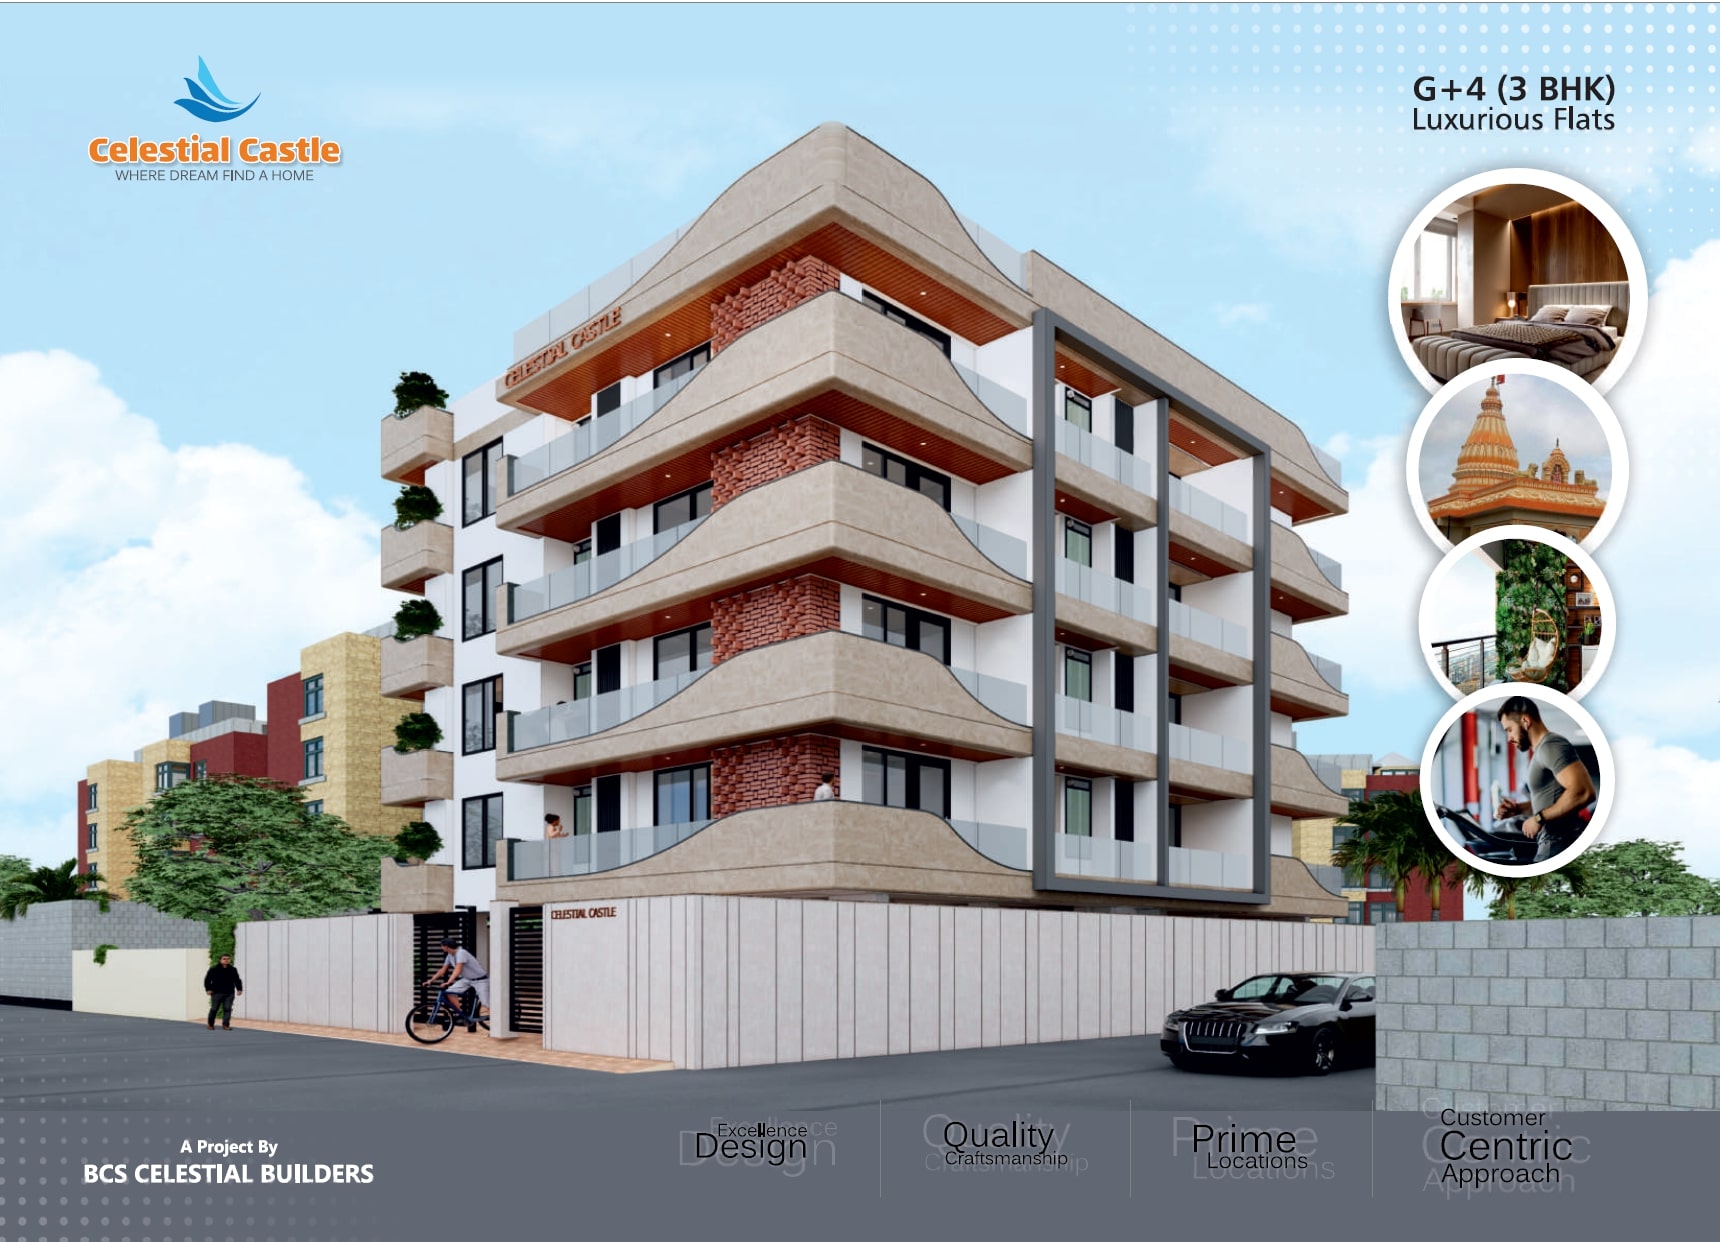 Celestial Castle
WHERE DREAM FIND A HOME
G+4 (3 BHK)
Luxurious Flats
CELESTIAL CASTLE
CELESTIAL CASTLE
A Project By
BCS CELESTIAL BUILDERS
Excellence
Design
Quality
Craftsmanship
Prime
Locations
Customer
Centric
Approach